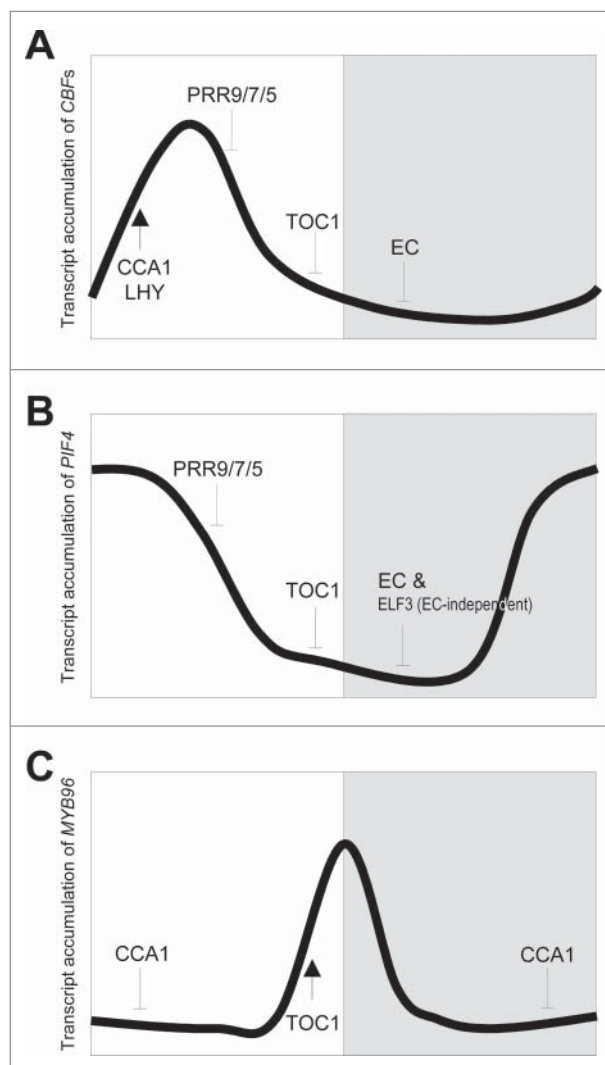 A
Transcript accumulation of CBFs
PRR9/7/5
TOC1
EC
CCA1
LHY
B
Transcript accumulation of PIF4
PRR9/7/5
TOC1
EC &
ELF3 (EC-independent)
C
Transcript accumulation of MYB96
CCA1
TOC1
CCA1